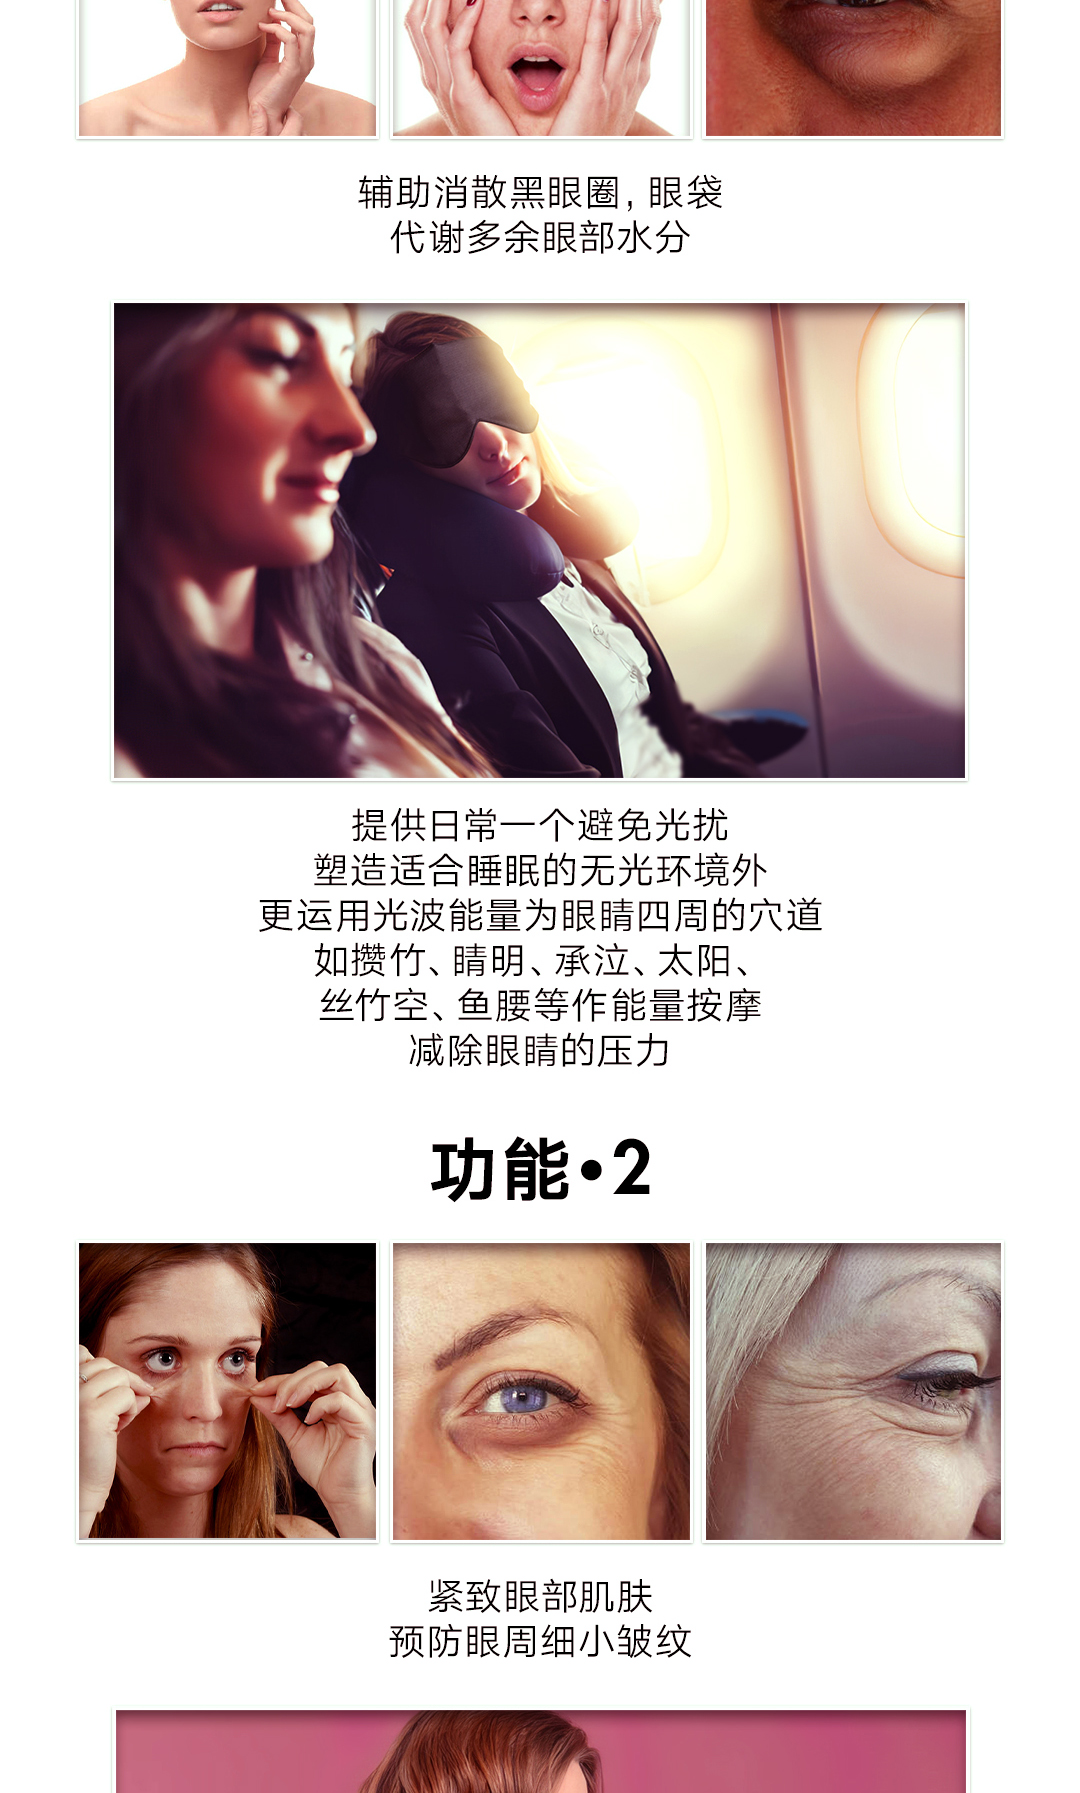 辅助消散黑眼圈，眼袋
代谢多余眼部水分
提供日常一个避免光扰
塑造适合睡眠的无光环境外
更运用光波能量为眼睛四周的穴道
如攒竹、睛明、承泣、太阳、
丝竹空、鱼腰等作能量按摩
减除眼睛的压力
功能•2
紧致眼部肌肤
预防眼周细小皱纹